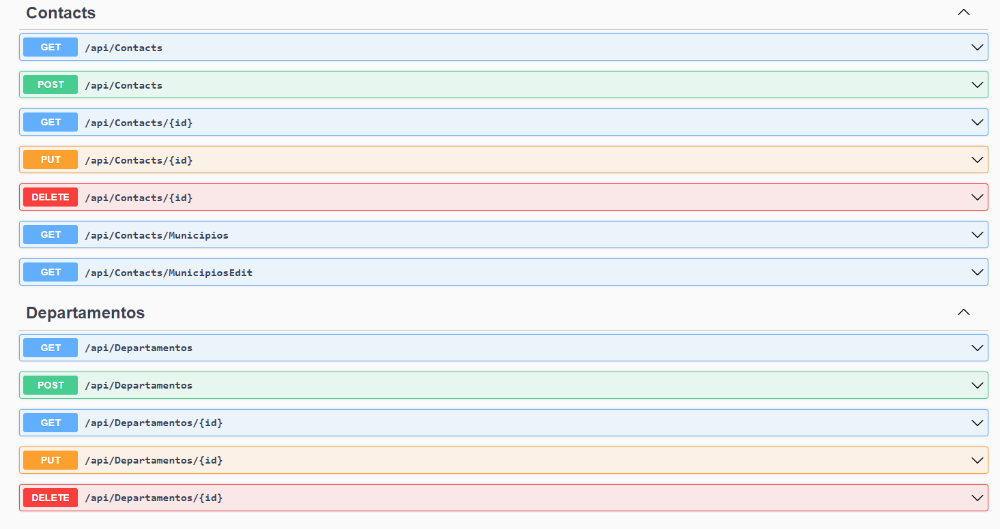 Contacts
GET /api/Contacts
POST /api/Contacts
GET /api/Contacts/{id}
PUT /api/Contacts/{id}
DELETE /api/Contacts/{id}
GET /api/Contacts/Municipios
GET /api/Contacts/MunicipiosEdit
Departamentos
GET /api/Departamentos
POST /api/Departamentos
GET /api/Departamentos/{id}
PUT /api/Departamentos/{id}
DELETE /api/Departamentos/{id}